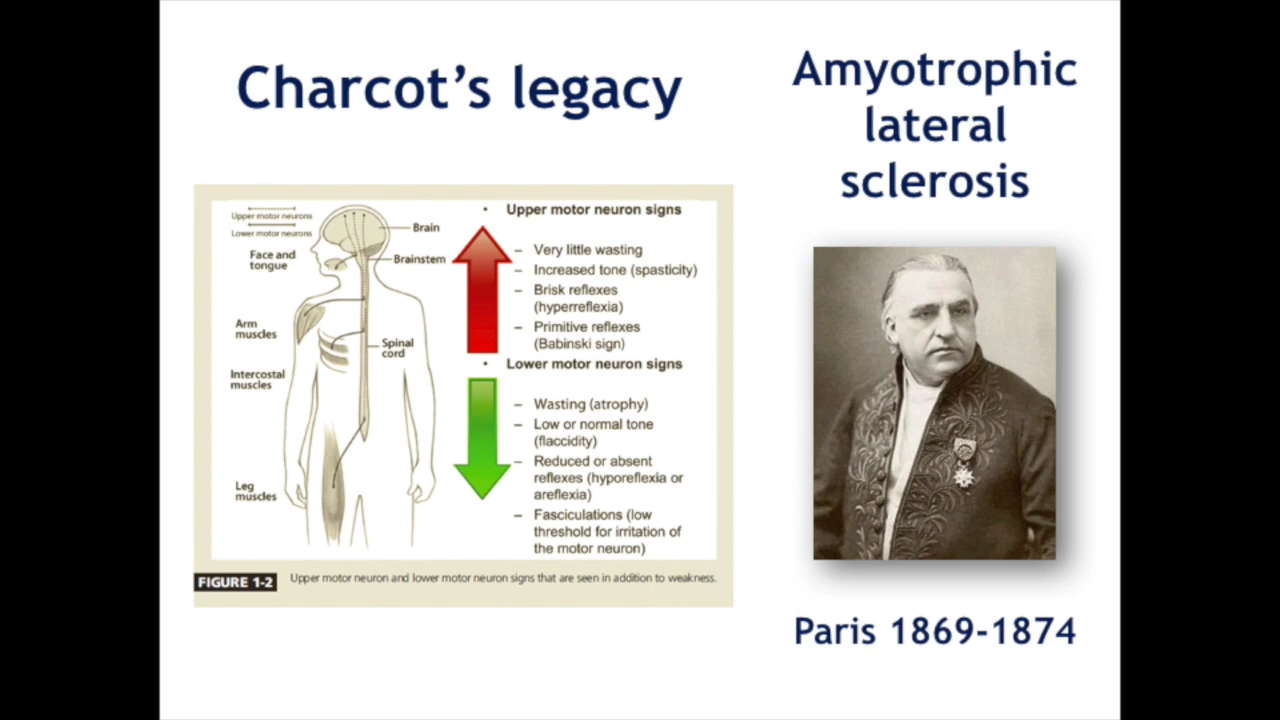 Charcot's legacy
Amyotrophic
lateral
sclerosis
Upper motor neurons
Lower motor neurons
Face and
tongue
Arm
muscles
Intercostal
muscles
Leg
muscles
Brain
Brainstem
Spinal
cord
• Upper motor neuron signs
– Very little wasting
– Increased tone (spasticity)
– Brisk reflexes
(hyperreflexia)
– Primitive reflexes
(Babinski sign)
• Lower motor neuron signs
– Wasting (atrophy)
– Low or normal tone
(flaccidity)
– Reduced or absent
reflexes (hyporeflexia or
areflexia)
– Fasciculations (low
threshold for irritation of
the motor neuron)
FIGURE 1-2 Upper motor neuron and lower motor neuron signs that are seen in addition to weakness.
Paris 1869-1874